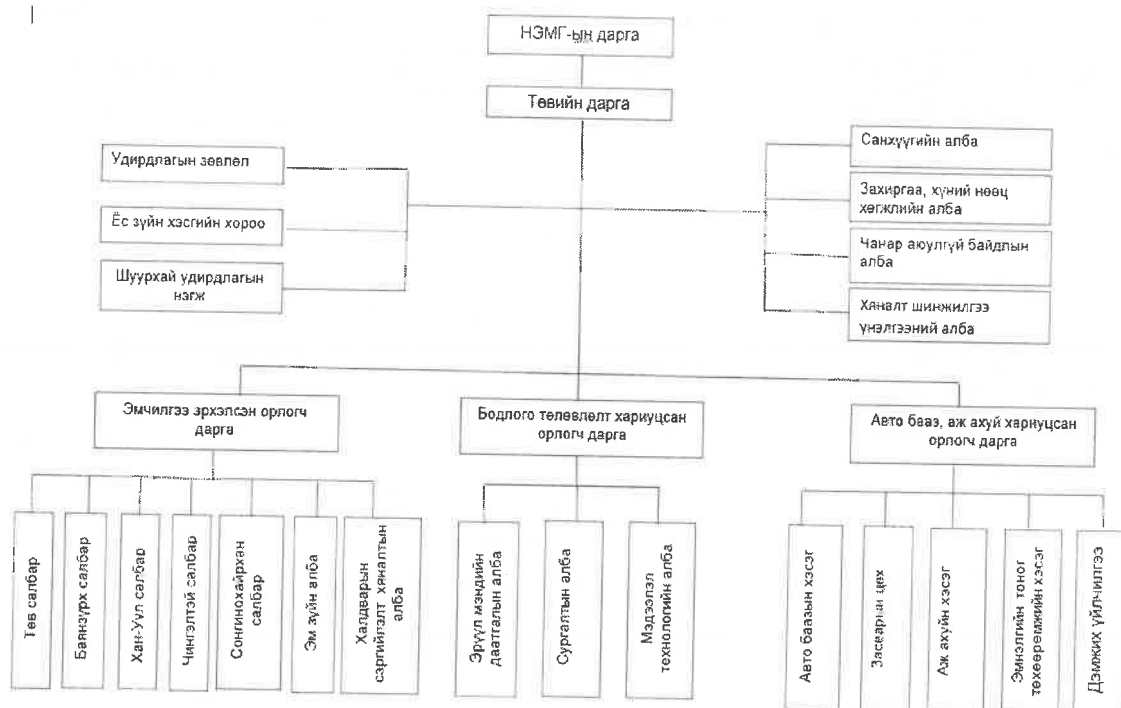 НЭМГ-ын дарга
Төвийн дарга
Удирдлагын зөвлөл
Ёс зүйн хэсгийн хороо
Шуурхай удирдлагын
нэгж
Санхүүгийн алба
Захиргаа, хүний нөөц
хөгжлийн алба
Чанар аюулгүй байдлын
алба
Хяналт шинжилгээ
үнэлгээний алба
Эмчилгээ эрхэлсэн орлогч
дарга
Бодлого төлөвлөлт хариуцсан
орлогч дарга
Авто бааз, аж ахуй хариуцсан
орлогч дарга
Төв салбар
Баянзүрх салбар
Хан-Уул салбар
Чингэлтэй салбар
Сонгинохайрхан
салбар
Эм зүйн алба
Халдварын
сэргийлэлт хяналтын
алба
Эрүүл мэндийн
даатгалын алба
Сургалтын алба
Мэдээлэл
технологийн алба
Авто баазын хэсэг
Засварын цех
Аж ахуйн хэсэг
Эмнэлгийн тоног
төхөөрөмжийн хэсэг
Дэмжих үйлчилгээ